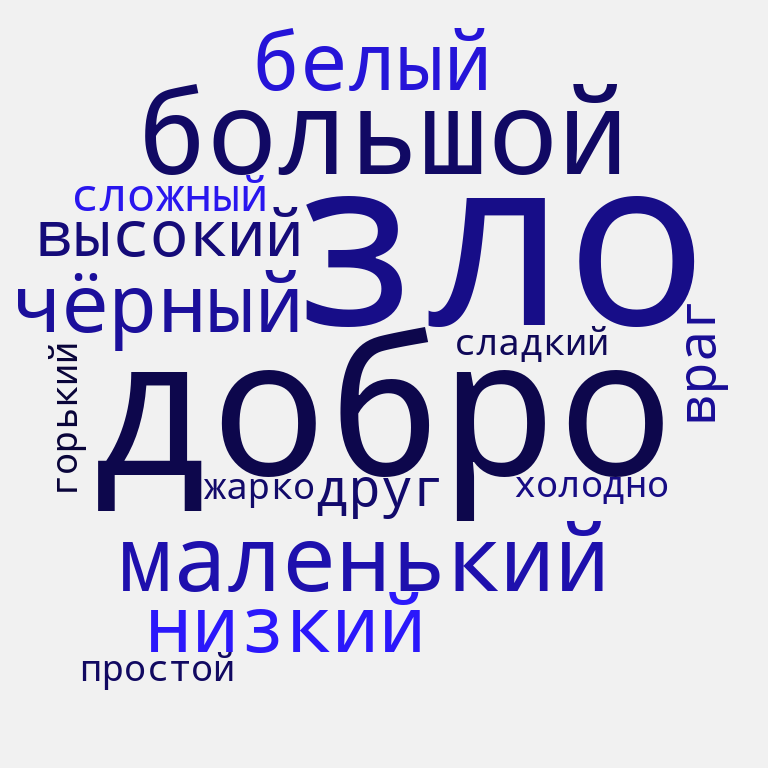 белый
большой
сложный
зло
высокий
чёрный
враг
сладкий
добро
горький
жарко
друг
холодно
маленький
низкий
простой